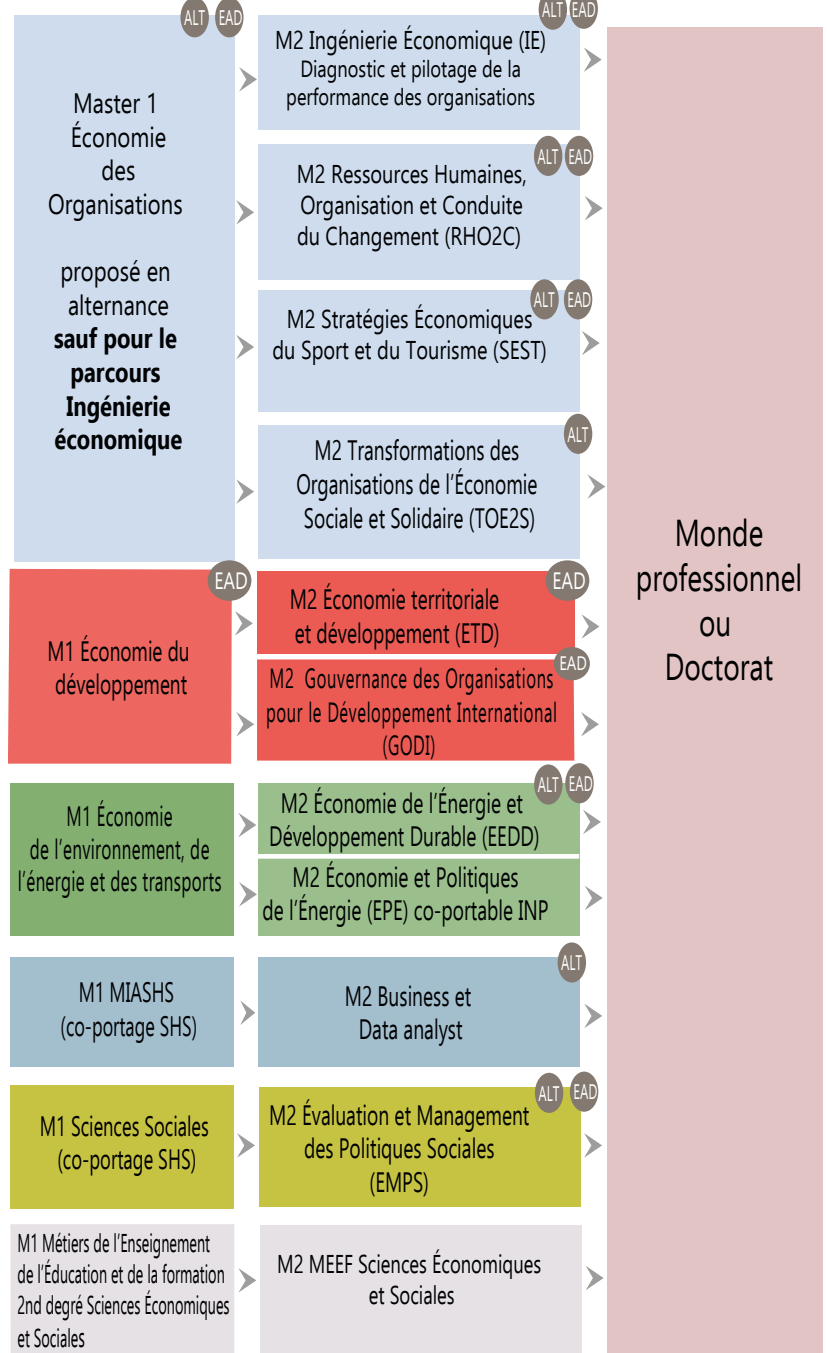 ALT EAD
Master 1
Économie
des
Organisations
proposé en
alternance
sauf pour le
parcours
Ingénierie
économique
ALT EAD
M2 Ingénierie Économique (IE)
Diagnostic et pilotage de la
performance des organisations
ALT EAD
M2 Ressources Humaines,
Organisation et Conduite
du Changement (RHO2C)
ALT EAD
M2 Stratégies Économiques
du Sport et du Tourisme (SEST)
ALT
M2 Transformations des
Organisations de l'Économie
Sociale et Solidaire (TOE2S)
EAD
M1 Économie du
développement
EAD
M2 Économie territoriale
et développement (ETD)
EAD
M2 Gouvernance des Organisations
pour le Développement International
(GODI)
M1 Économie
de l'environnement, de
l'énergie et des transports
ALT EAD
M2 Économie de l'Énergie et
Développement Durable (EEDD)
M2 Économie et Politiques
de l'Énergie (EPE) co-portable INP
M1 MIASHS
(co-portage SHS)
ALT
M2 Business et
Data analyst
M1 Sciences Sociales
(co-portage SHS)
ALT EAD
M2 Évaluation et Management
des Politiques Sociales
(EMPS)
M1 Métiers de l'Enseignement
de l'Éducation et de la formation
2nd degré Sciences Économiques
et Sociales
M2 MEEF Sciences Économiques
et Sociales
Monde
professionnel
ou
Doctorat